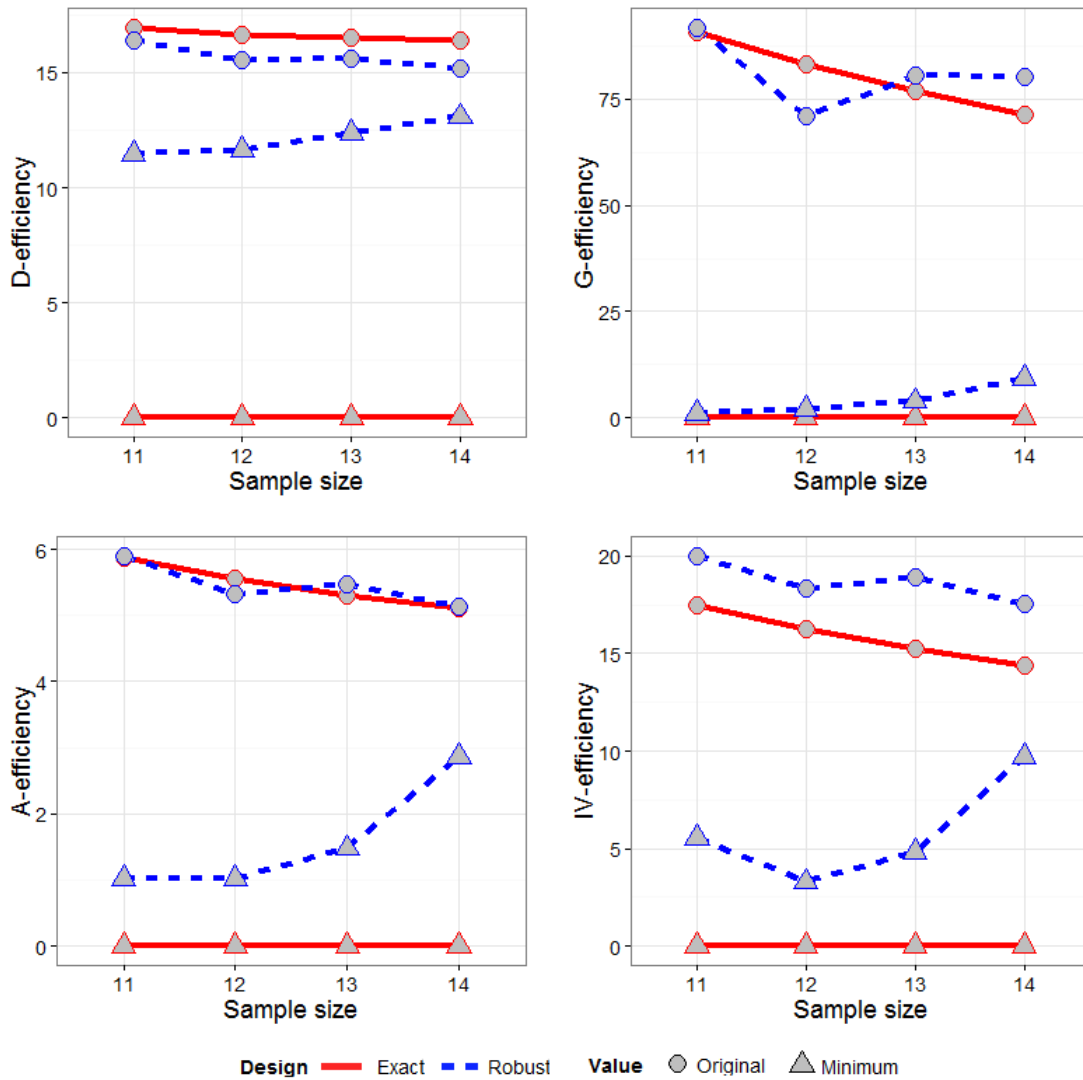 D-efficiency
15
10
5
0
11 12 13 14
Sample size
G-efficiency
75
50
25
0
11 12 13 14
Sample size
A-efficiency
6
4
2
0
11 12 13 14
Sample size
IV-efficiency
20
15
10
5
0
11 12 13 14
Sample size
Design Exact Robust Value Original Minimum